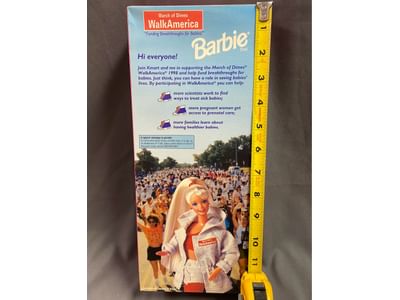 March of Dimes
WalkAmerica
"Funding Breakthroughs for Babies"
Barbie
Hi everyone!
Join Kmart and me in supporting the March of Dimes
WalkAmerica® 1998 and help fund breakthroughs for
babies. Just think, you can have a role in saving babies'
lives. By participating in WalkAmerica® you can help:
more scientists work to find
ways to treat sick babies;
more pregnant women get
access to prenatal care;
more families learn about
having healthier babies.
1
2
3
4
5
6
7
8
9
10
11